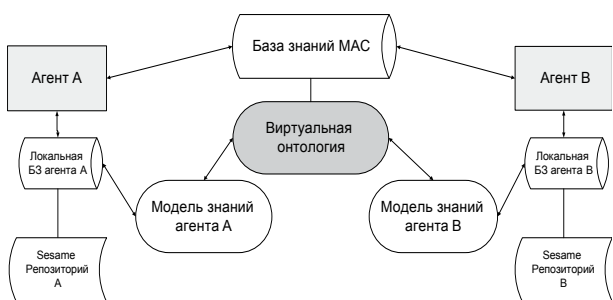 База знаний МАС
Агент А
Агент В
Виртуальная
онтология
Локальная
БЗ агента А
Локальная
БЗ агента В
Модель знаний
агента А
Модель знаний
агента В
Sesame
Репозиторий
А
Sesame
Репозиторий
В